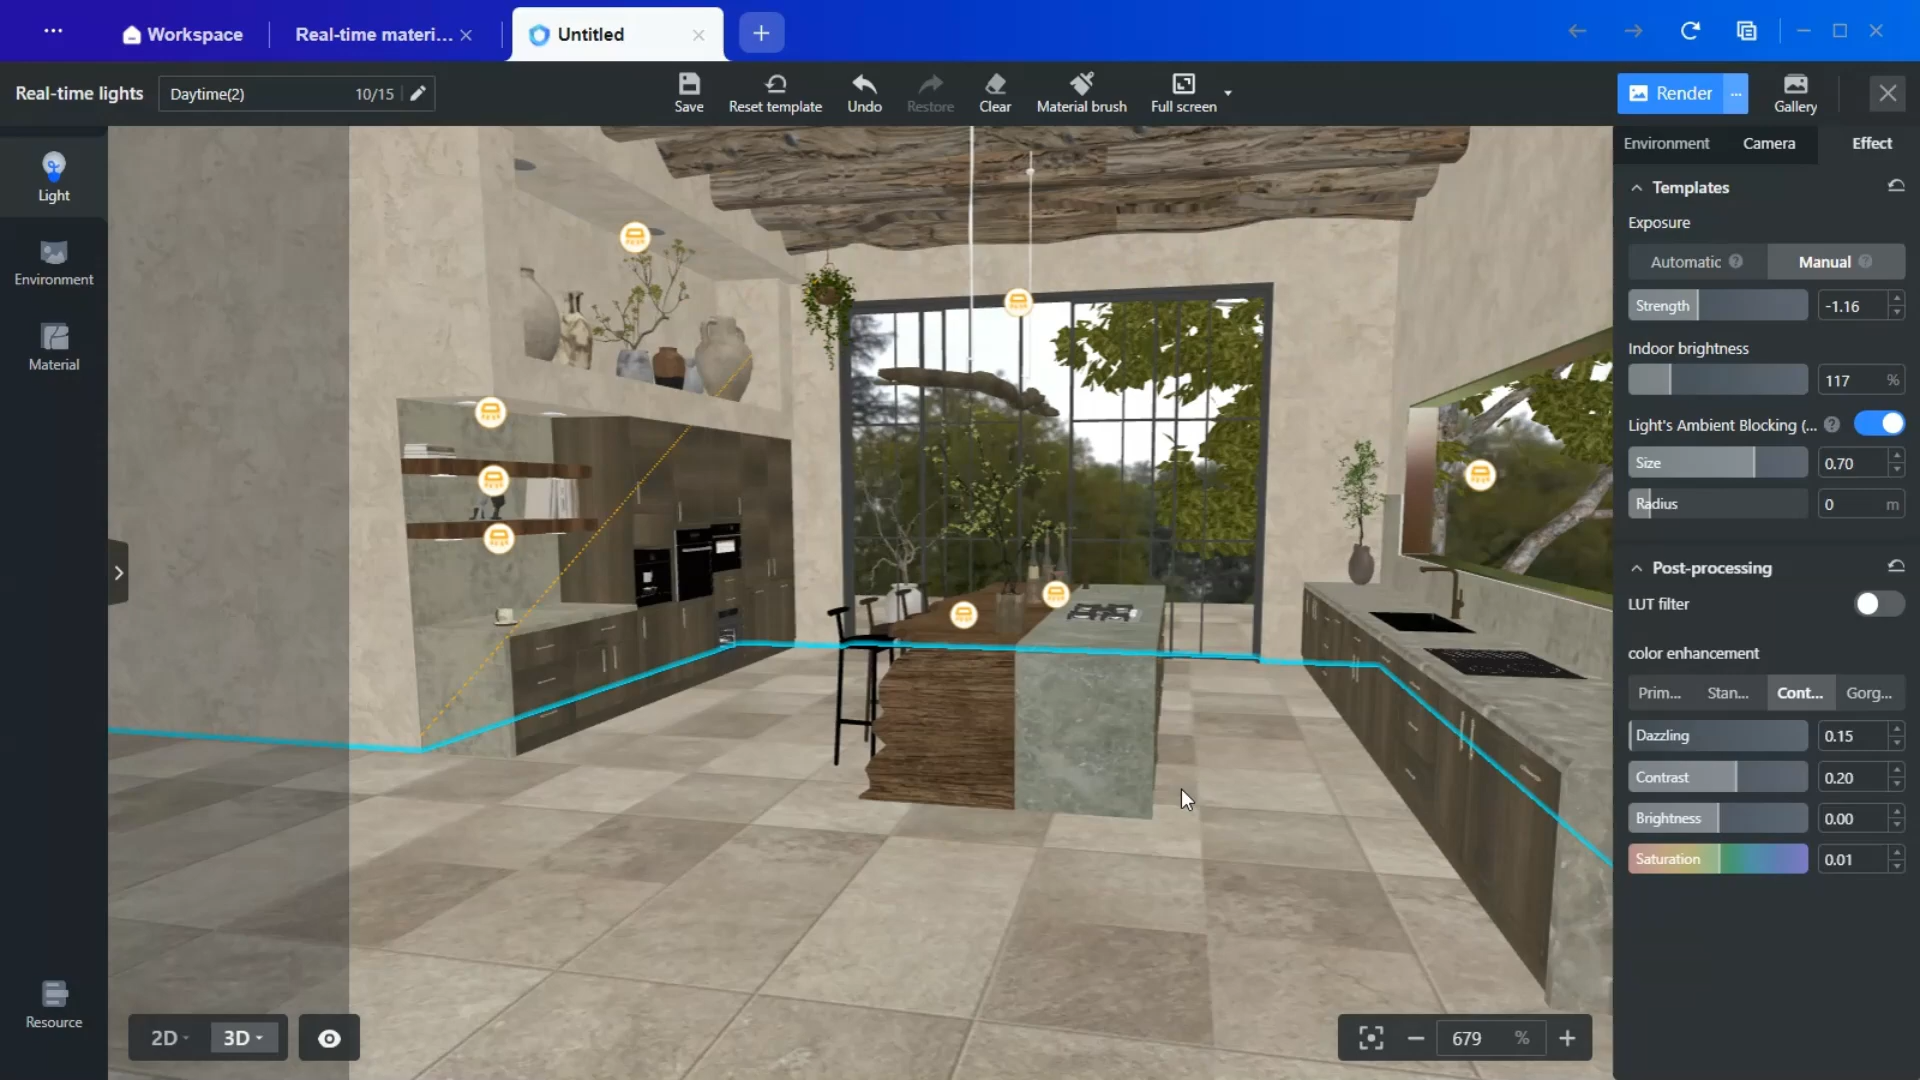 Workspace
Real-time materi...
Untitled
Real-time lights
Daytime(2)
10/15
Save
Reset template
Undo
Restore
Clear
Material brush
Full screen
Render
Gallery
Light
Environment
Material
Resource
Environment
Camera
Effect
Templates
Exposure
Automatic
Manual
Strength
-1.16
Indoor brightness
117 %
Light's Ambient Blocking (...
Size
0.70
Radius
0 m
Post-processing
LUT filter
color enhancement
Prim...
Stan...
Cont...
Gorg...
Dazzling
0.15
Contrast
0.20
Brightness
0.00
Saturation
0.01
2D
3D
679 %